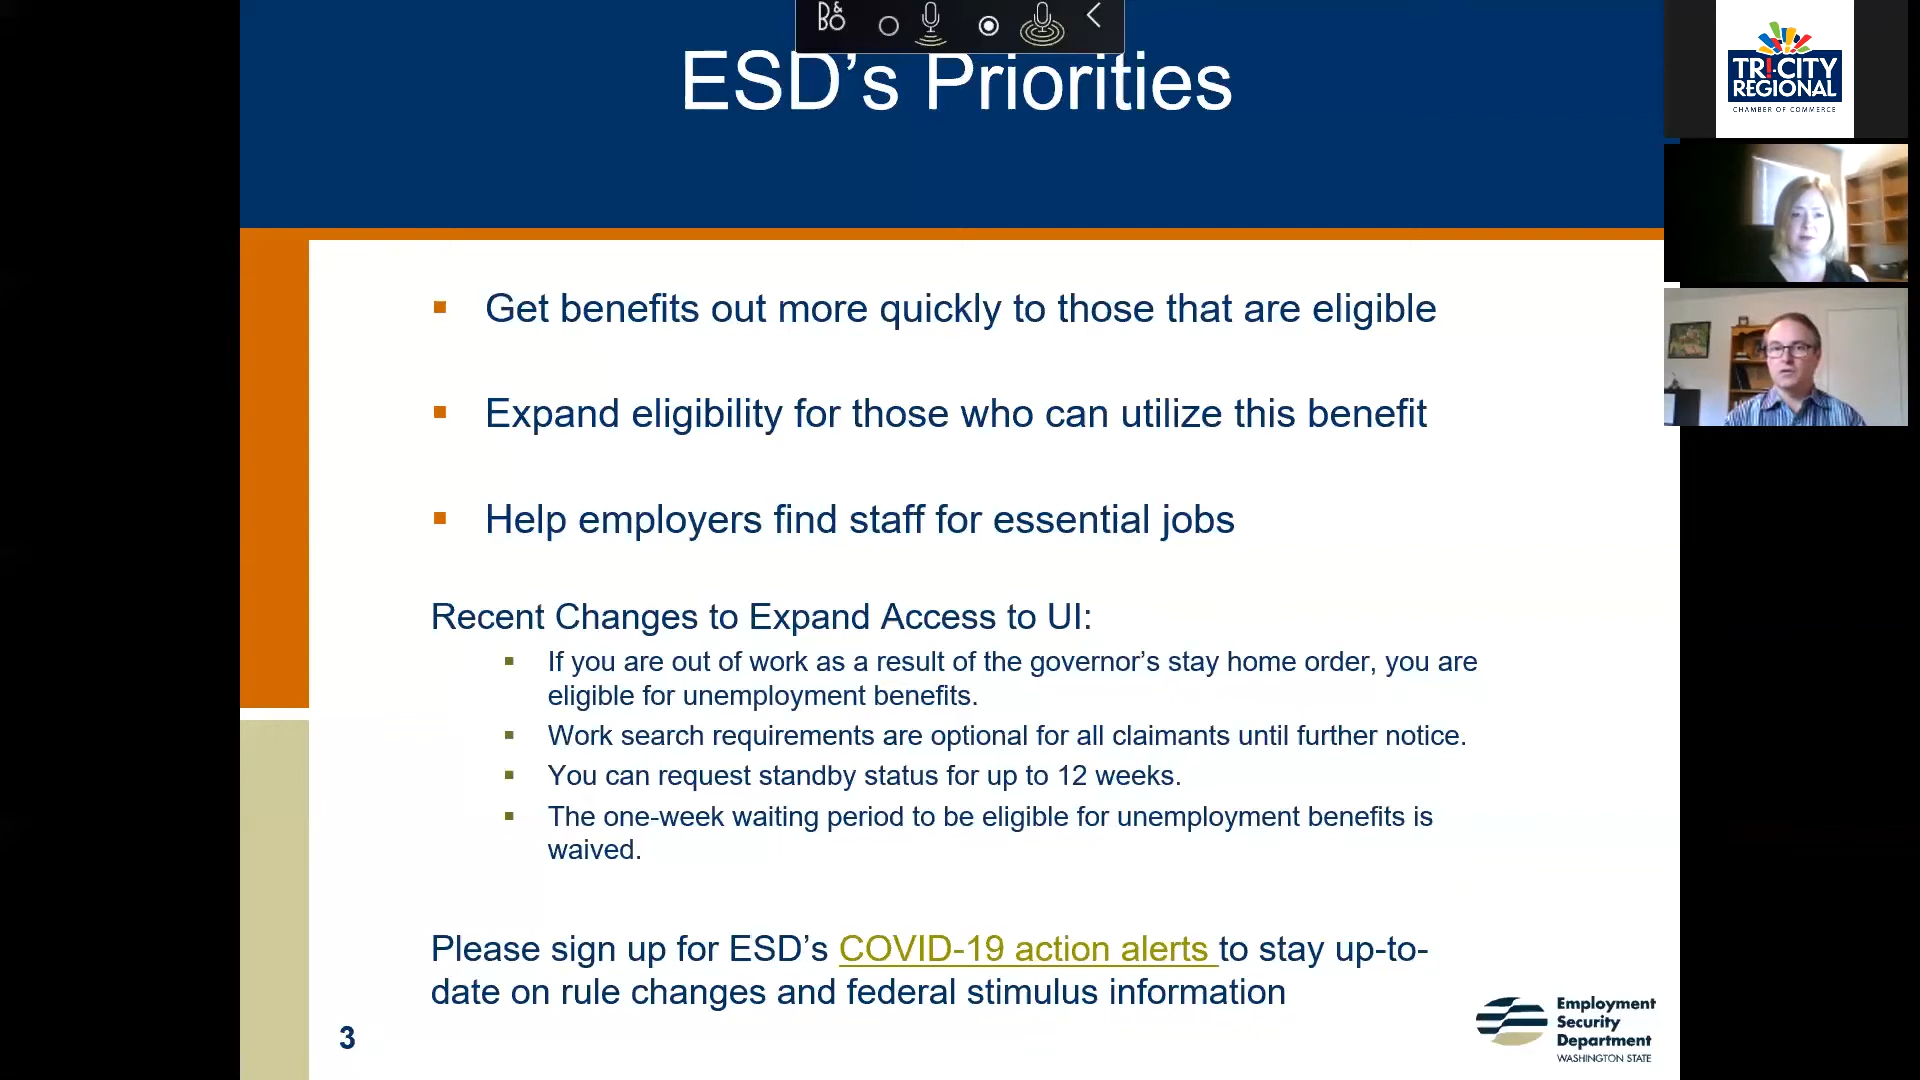 B&O
ESD’s Priorities
TR!-CITY
REGIONAL
CHAMBER OF COMMERCE
Get benefits out more quickly to those that are eligible
Expand eligibility for those who can utilize this benefit
Help employers find staff for essential jobs
Recent Changes to Expand Access to UI:
If you are out of work as a result of the governor’s stay home order, you are
eligible for unemployment benefits.
Work search requirements are optional for all claimants until further notice.
You can request standby status for up to 12 weeks.
The one-week waiting period to be eligible for unemployment benefits is
waived.
Please sign up for ESD’s COVID-19 action alerts to stay up-to-
date on rule changes and federal stimulus information
3
Employment
Security
Department
WASHINGTON STATE